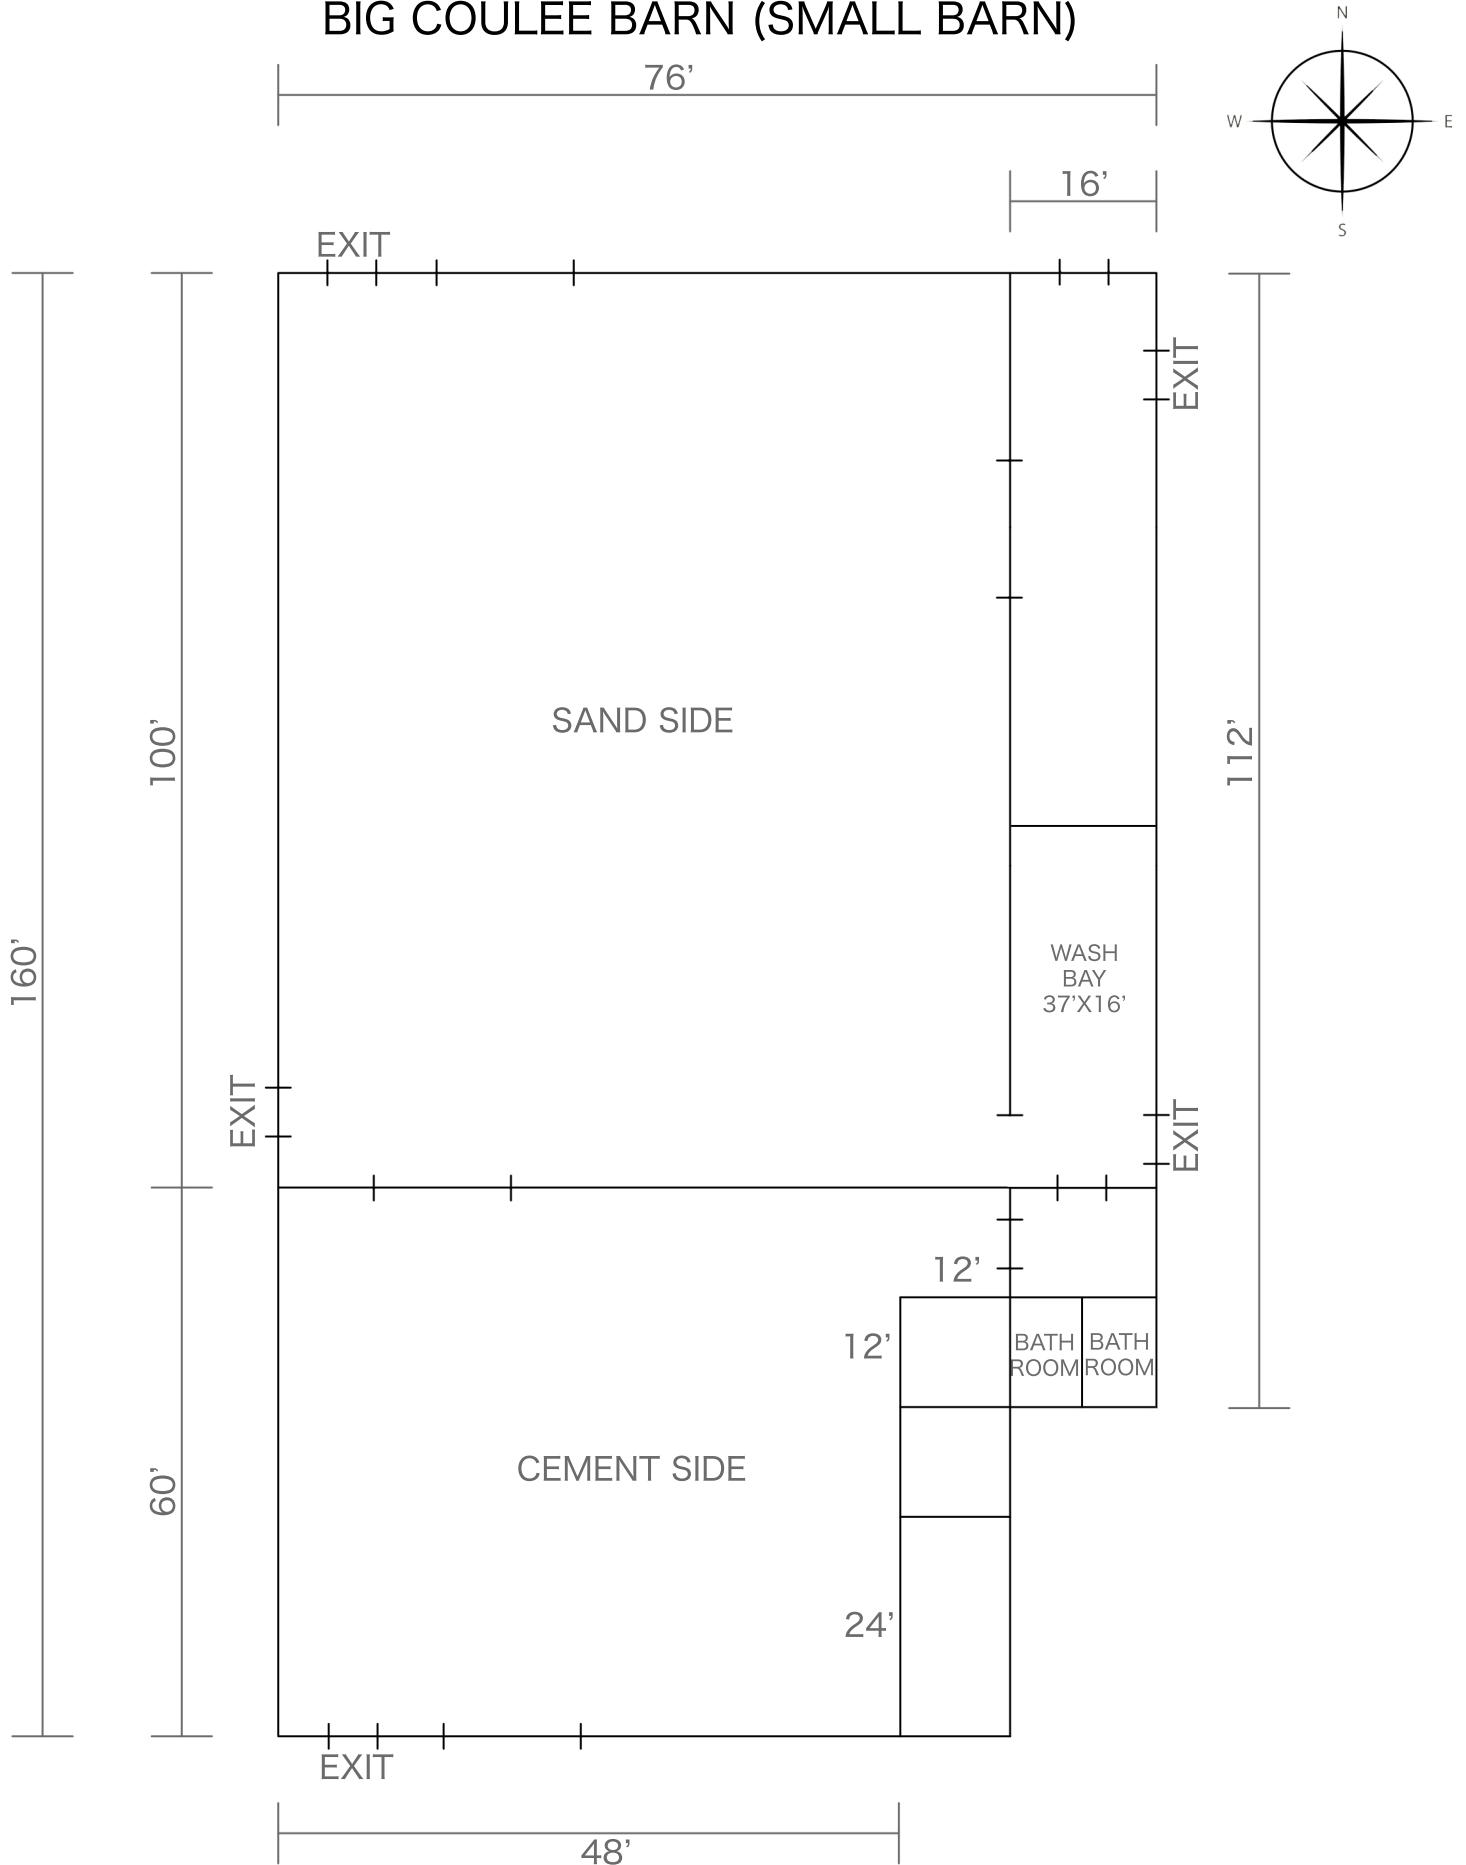 BIG COULEE BARN (SMALL BARN)
N
W
E
S
76’
16’
EXIT
EXIT
SAND SIDE
100’
112’
160’
WASH
BAY
37’X16’
EXIT
EXIT
12’
12’
BATH
ROOM
BATH
ROOM
CEMENT SIDE
60’
24’
EXIT
48’